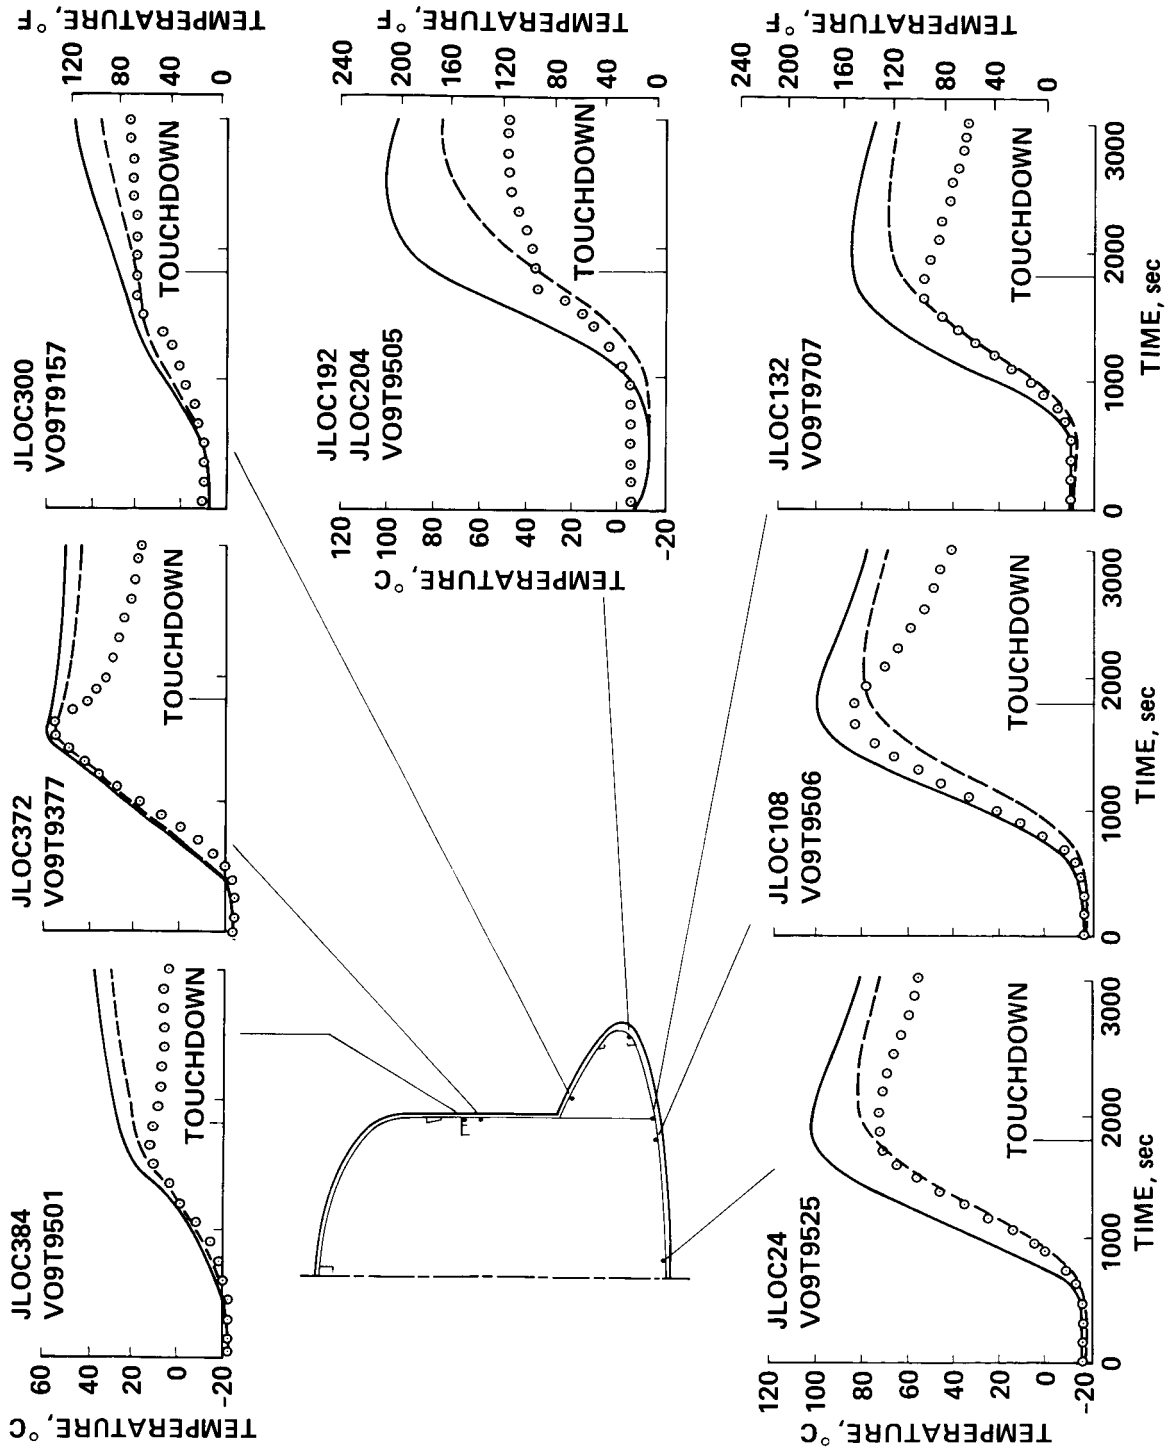 JLOC384
VO9T9501
TEMPERATURE, °C
60
40
20
0
-20
TOUCHDOWN
JLOC372
VO9T9377
TOUCHDOWN
JLOC300
VO9T9157
TOUCHDOWN
120
80
60
40
0
TEMPERATURE, °F
JLOC192
JLOC204
VO9T9505
TEMPERATURE, °C
120
100
80
60
40
20
0
-20
TOUCHDOWN
240
200
160
120
80
40
0
TEMPERATURE, °F
JLOC24
VO9T9525
TEMPERATURE, °C
120
100
80
60
40
20
0
-20
TOUCHDOWN
0
1000
2000
3000
TIME, sec
JLOC108
VO9T9506
TOUCHDOWN
0
1000
2000
3000
TIME, sec
JLOC132
VO9T9707
TOUCHDOWN
0
1000
2000
3000
TIME, sec
240
200
160
120
80
40
0
TEMPERATURE, °F